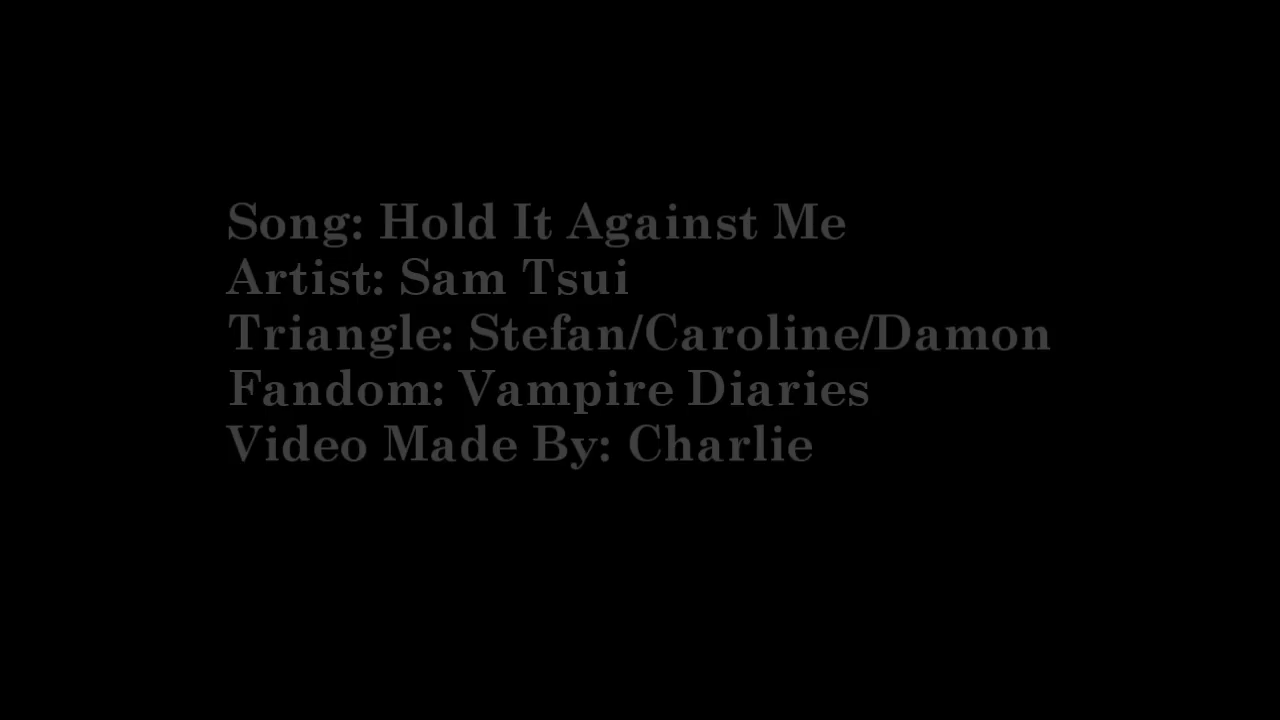 Song: Hold It Against Me
Artist: Sam Tsui
Triangle: Stefan/Caroline/Damon
Fandom: Vampire Diaries
Video Made By: Charlie